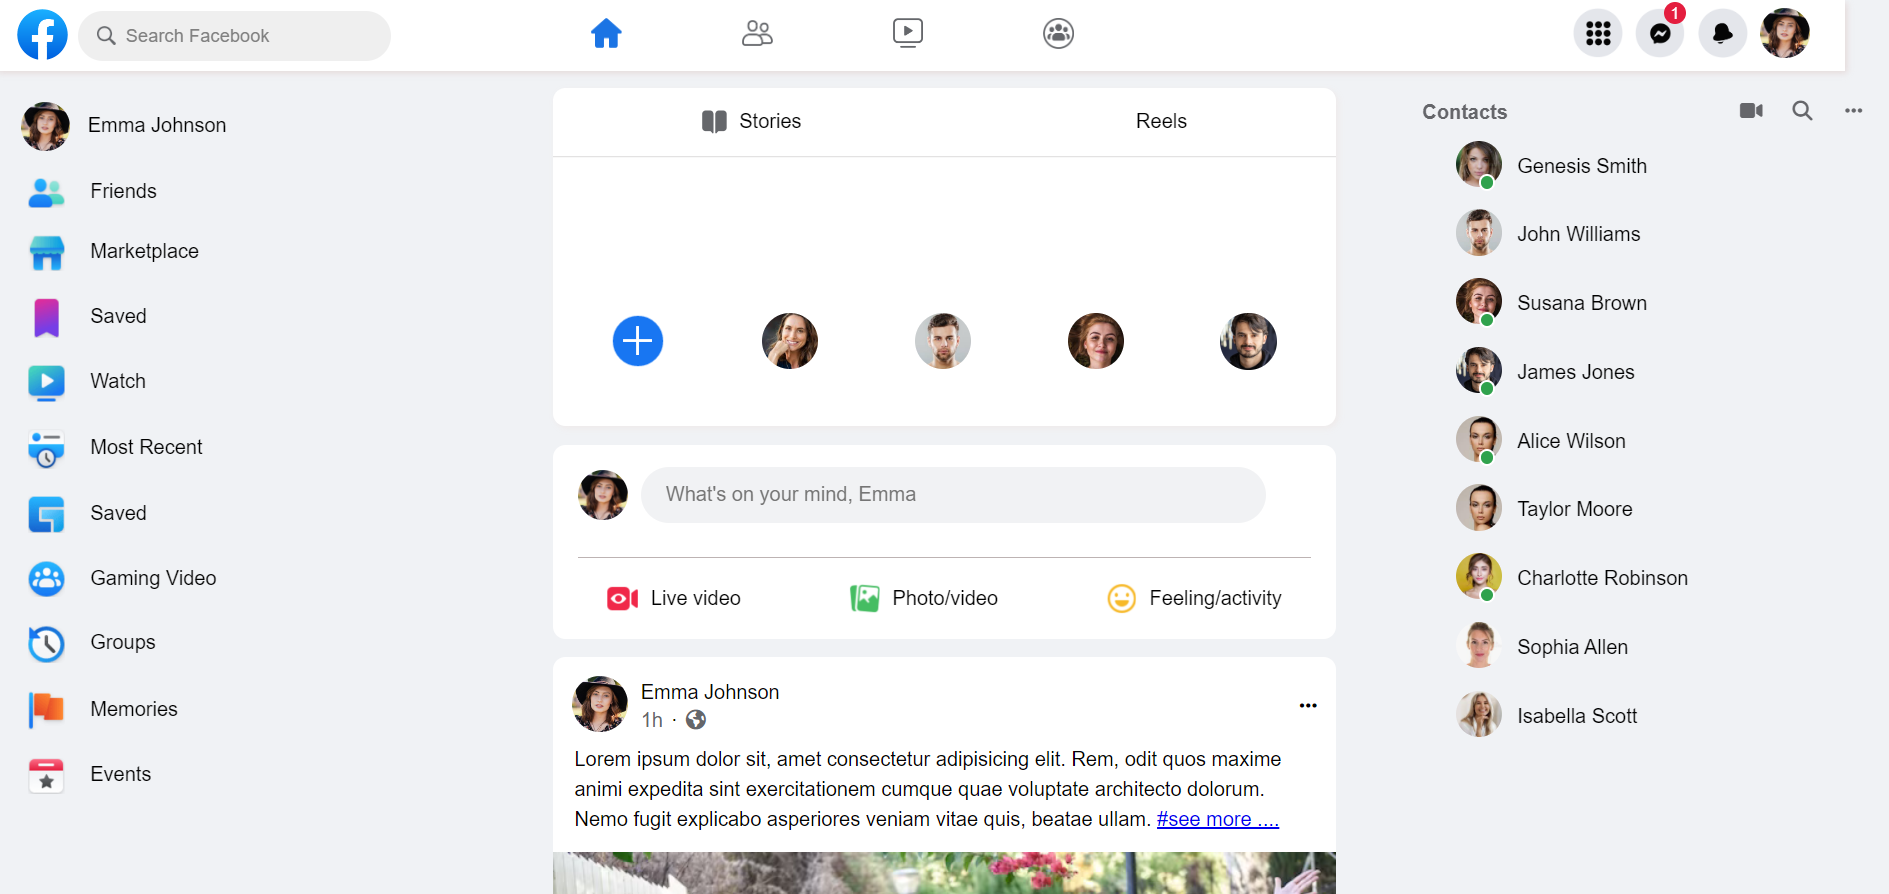 Search Facebook
1
Emma Johnson
Friends
Marketplace
Saved
Watch
Most Recent
Saved
Gaming Video
Groups
Memories
Events
Stories
Reels
What's on your mind, Emma
Live video
Photo/video
Feeling/activity
Emma Johnson
1h ·
Lorem ipsum dolor sit, amet consectetur adipisicing elit. Rem, odit quos maxime
animi expedita sint exercitationem cumque quae voluptate architecto dolorum.
Nemo fugit explicabo asperiores veniam vitae quis, beatae ullam. #see more ....
Contacts
Genesis Smith
John Williams
Susana Brown
James Jones
Alice Wilson
Taylor Moore
Charlotte Robinson
Sophia Allen
Isabella Scott